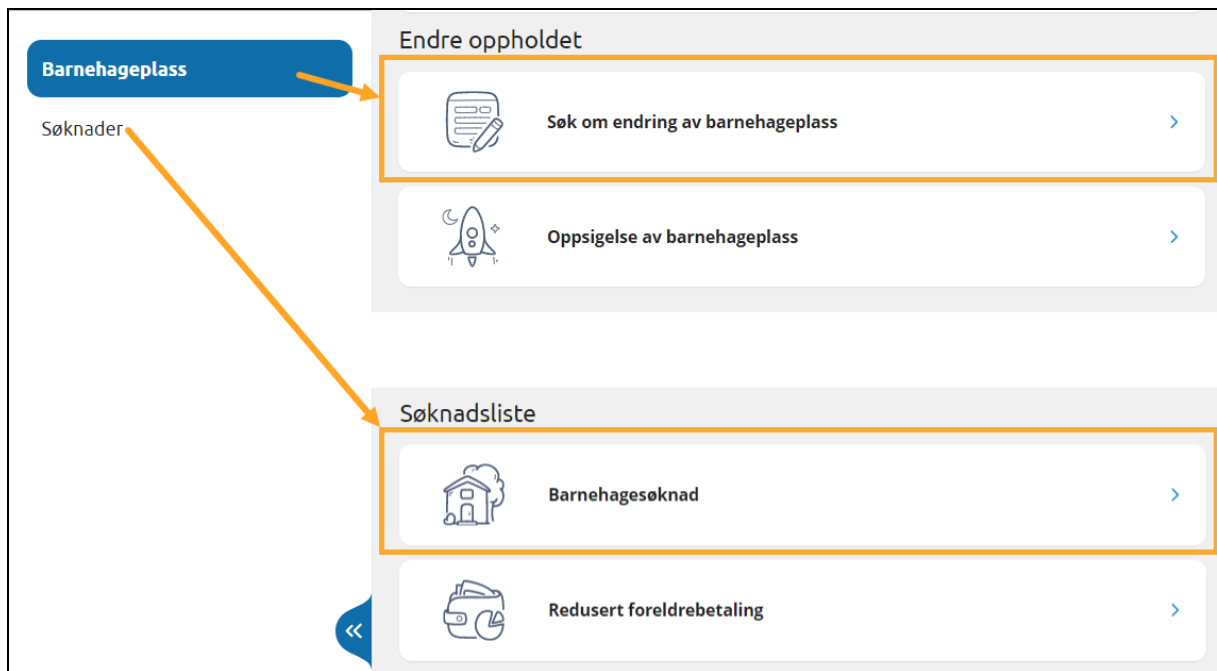 Barnehageplass
Søknader
Endre oppholdet
Søk om endring av barnehageplass
Oppsigelse av barnehageplass
Søknadsliste
Barnehagesøknad
Redusert foreldrebetaling